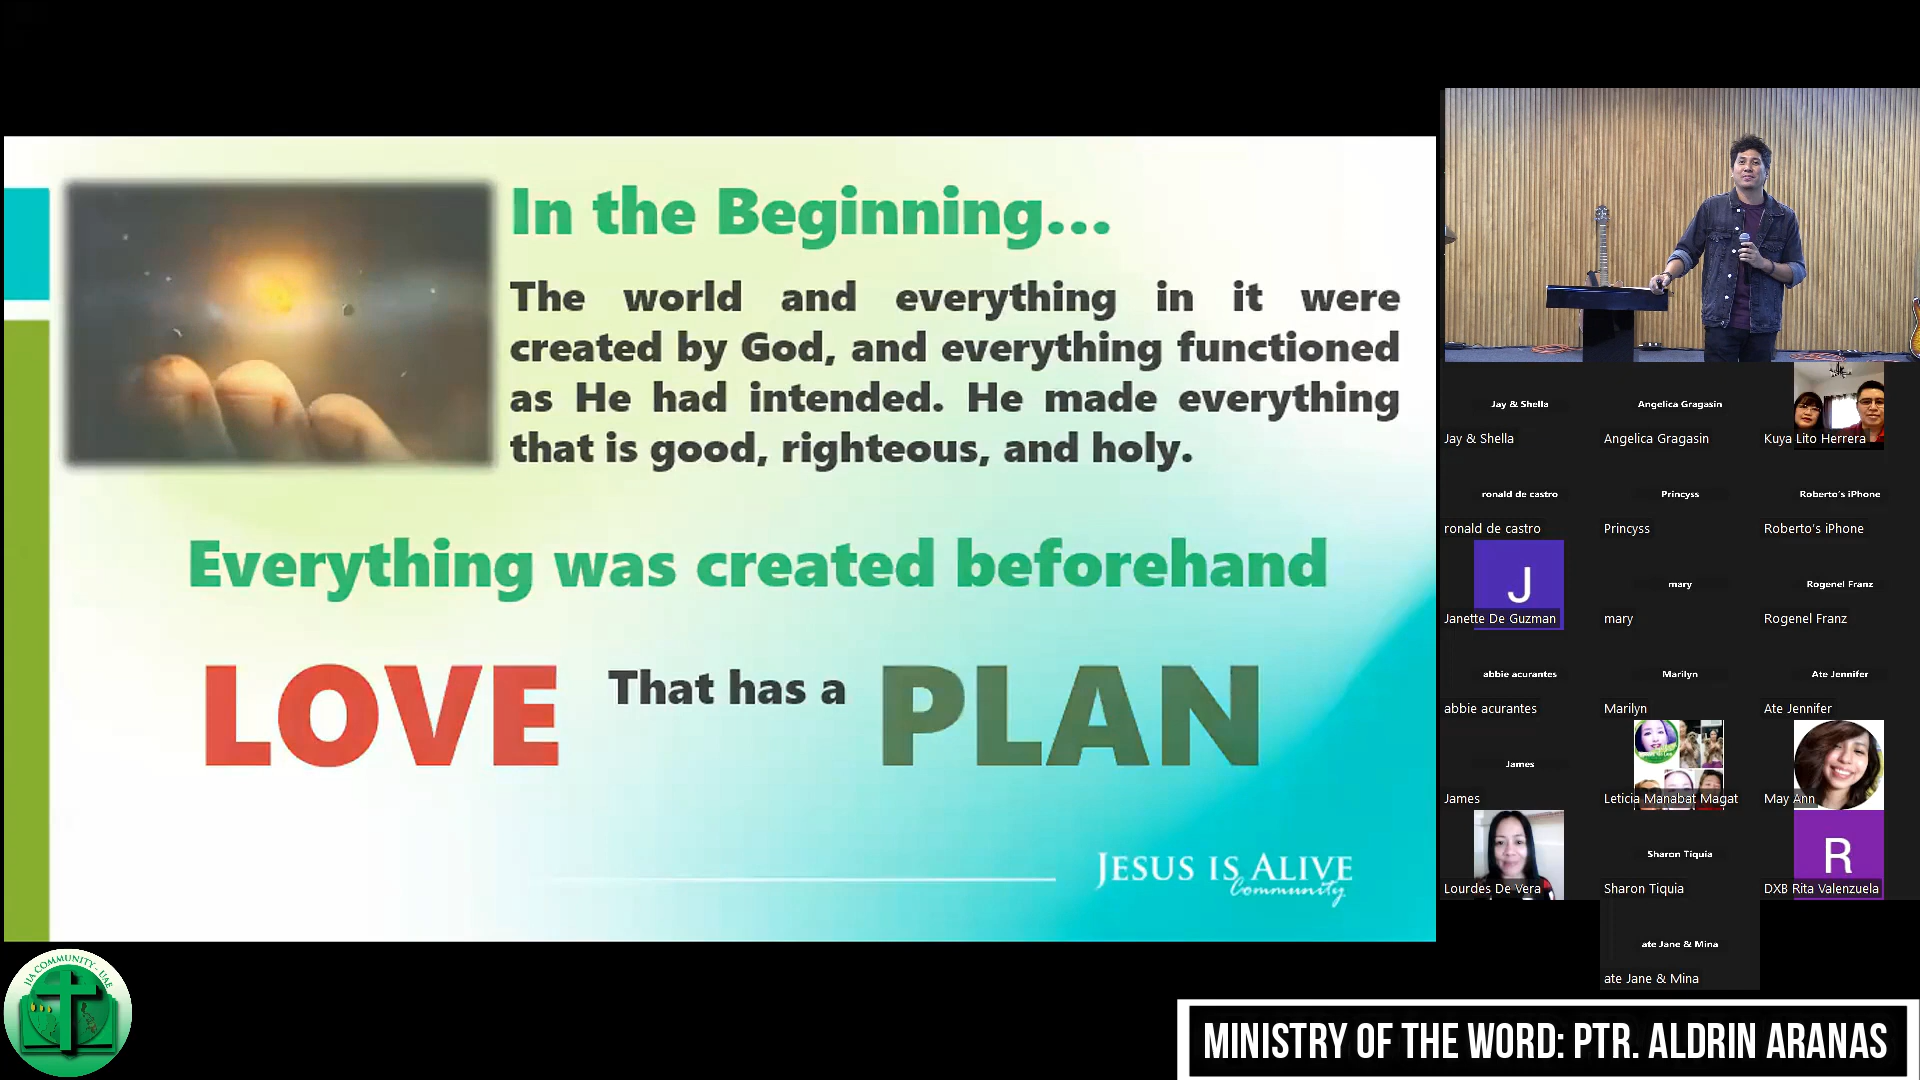 In the Beginning...
The world and everything in it were
created by God, and everything functioned
as He had intended. He made everything
that is good, righteous, and holy.
Everything was created beforehand
LOVE That has a PLAN
JESUS IS ALIVE
Community
JIA COMMUNITY - UAE
Jay & Shella
Jay & Shella
Angelica Gragasin
Angelica Gragasin
Kuya Lito Herrera
ronald de castro
ronald de castro
Princyss
Princyss
Roberto's iPhone
Roberto's iPhone
J
Janette De Guzman
mary
mary
Rogenel Franz
Rogenel Franz
abbie acurantes
abbie acurantes
Marilyn
Marilyn
Ate Jennifer
Ate Jennifer
James
James
Leticia Manabat Magat
May Ann
Lourdes De Vera
Sharon Tiquia
Sharon Tiquia
R
DXB Rita Valenzuela
ate Jane & Mina
ate Jane & Mina
MINISTRY OF THE WORD: PTR. ALDRIN ARANAS